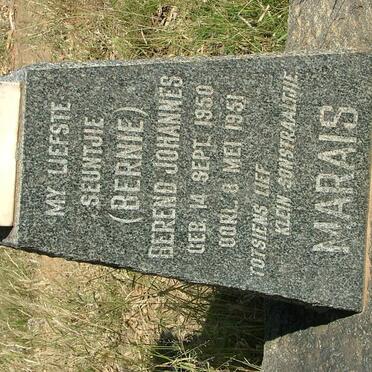 MY LIEFSTE
SEUNTJIE
(BERNIE)
BEREND JOHANNES
GEB. 14 SEPT. 1950
OORL. 8 MEI 1951
TOTSIENS LIEF
KLEIN SONSTRAALTJIE
MARAIS